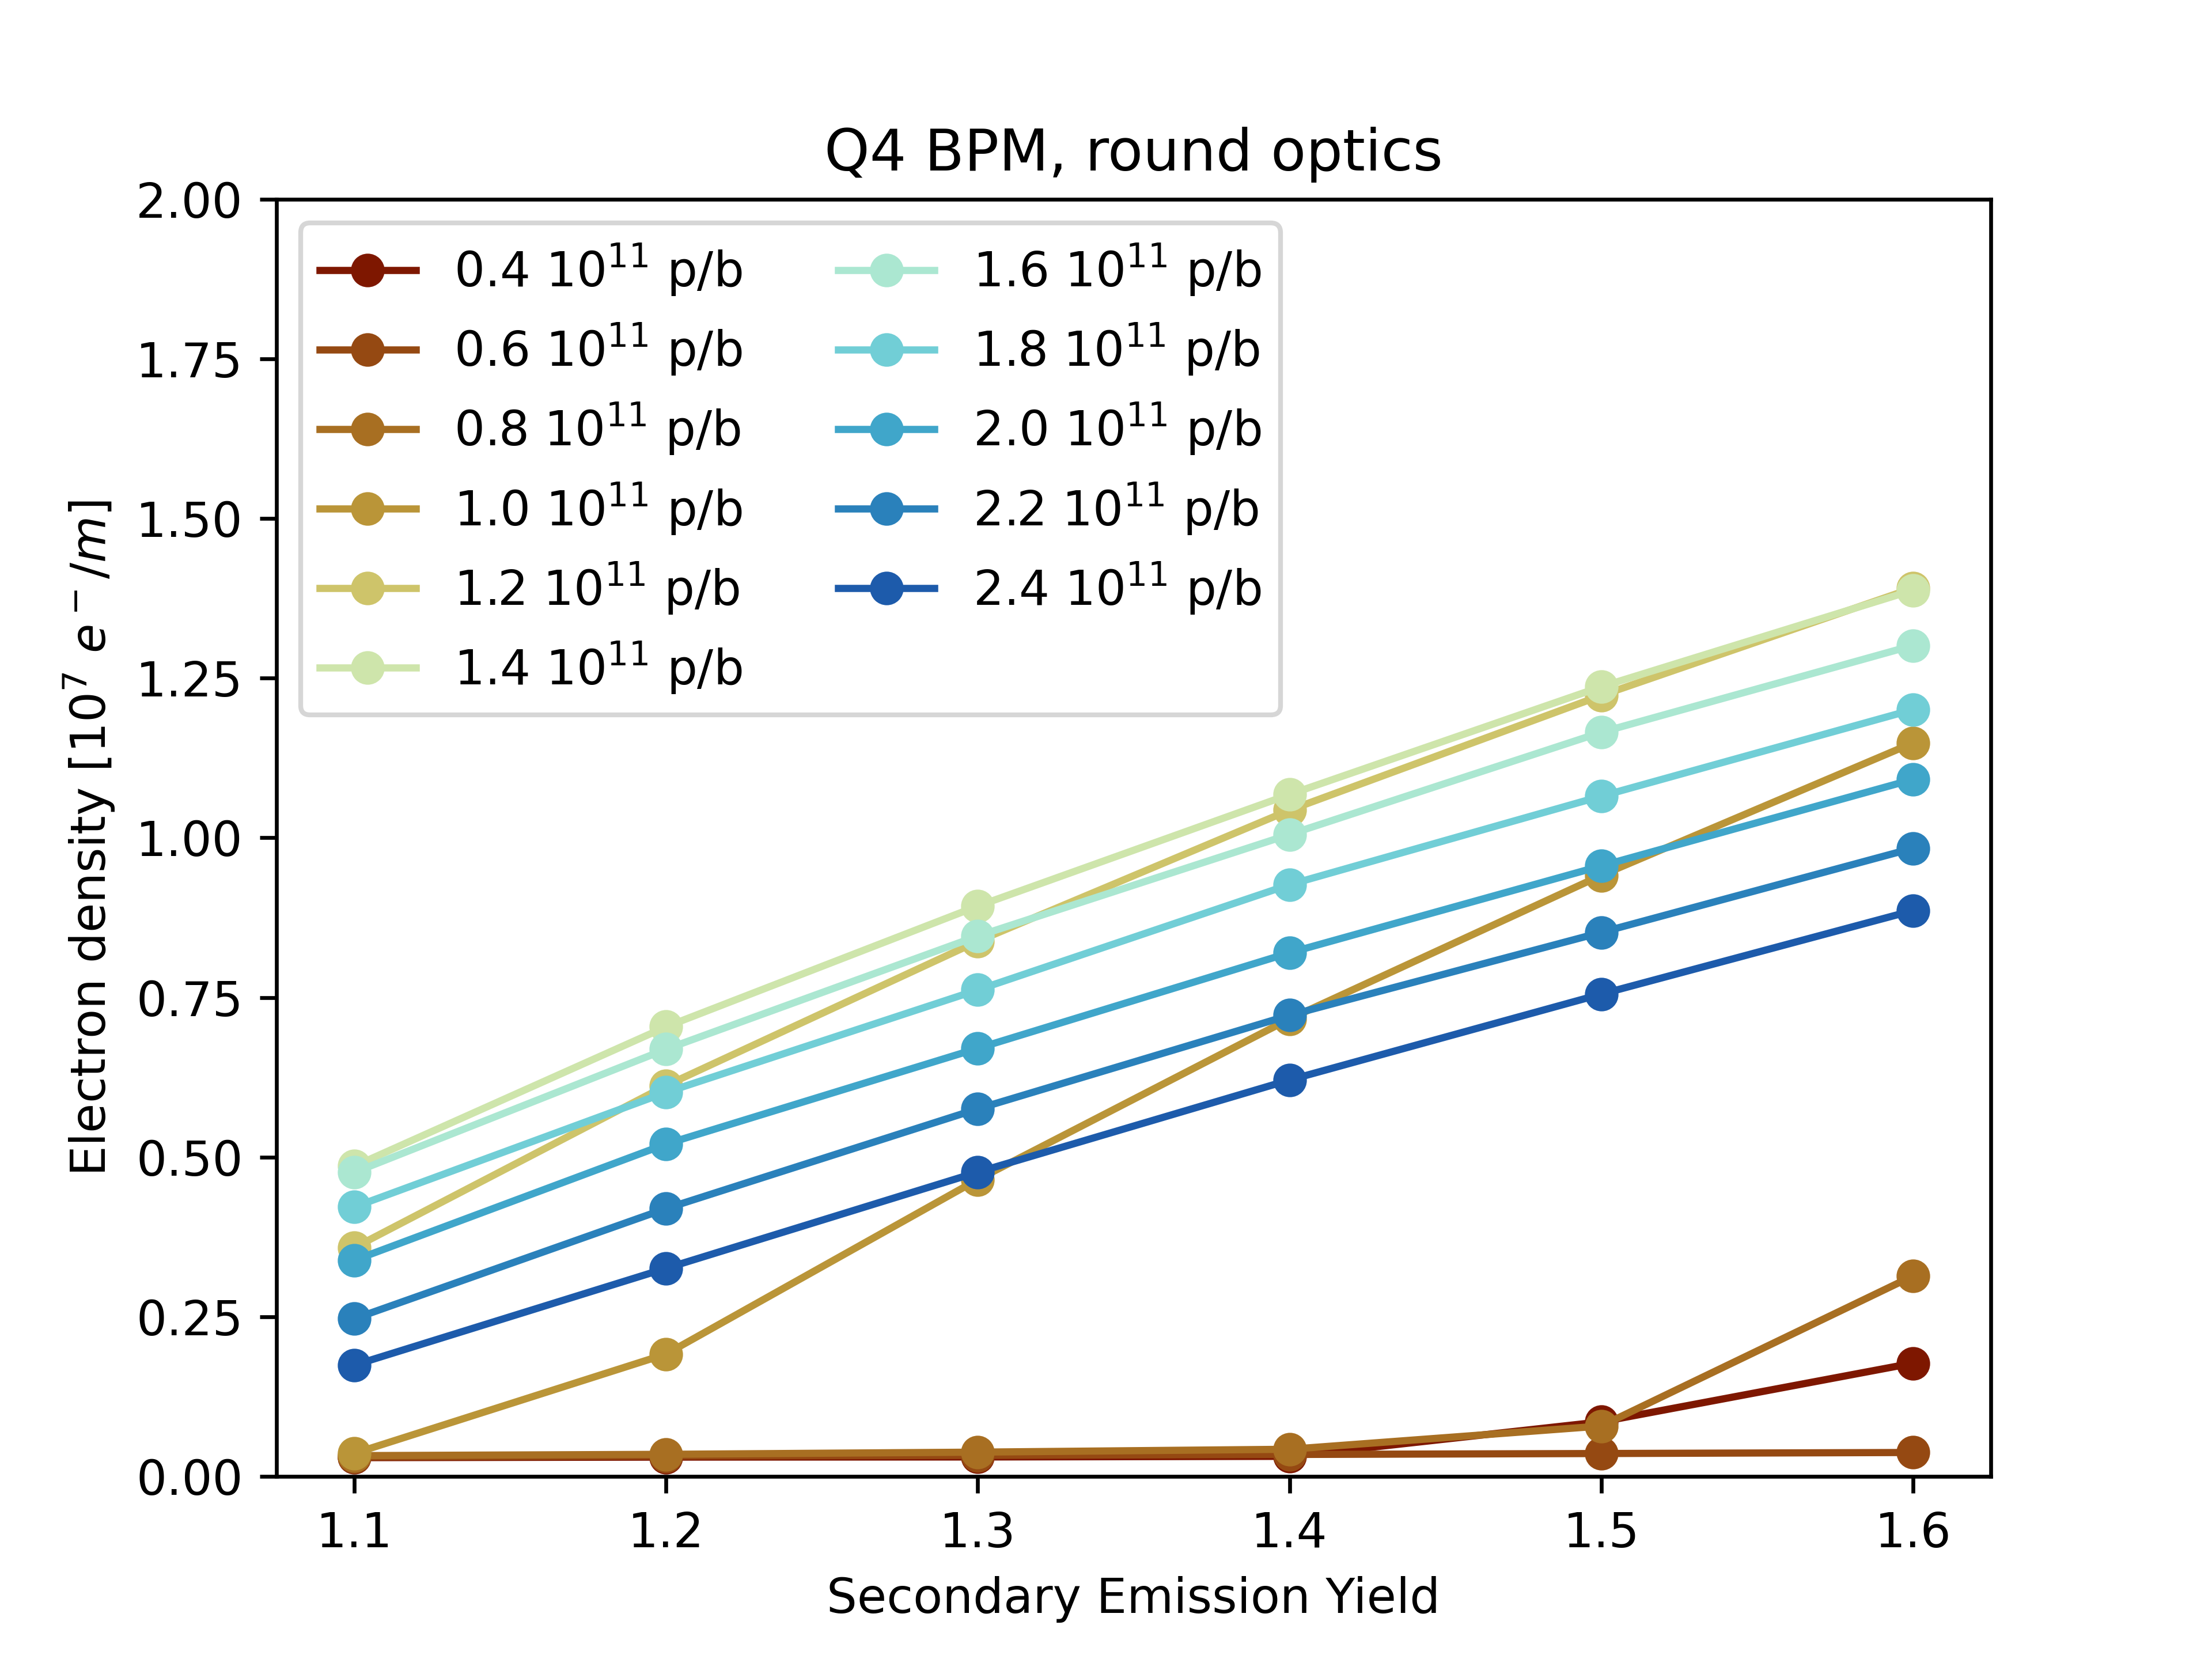 Q4 BPM, round optics
2.00
1.75
1.50
1.25
1.00
0.75
0.50
0.25
0.00
Electron density [10⁷ e⁻/m]
0.4 10¹¹ p/b
0.6 10¹¹ p/b
0.8 10¹¹ p/b
1.0 10¹¹ p/b
1.2 10¹¹ p/b
1.4 10¹¹ p/b
1.6 10¹¹ p/b
1.8 10¹¹ p/b
2.0 10¹¹ p/b
2.2 10¹¹ p/b
2.4 10¹¹ p/b
1.1 1.2 1.3 1.4 1.5 1.6
Secondary Emission Yield